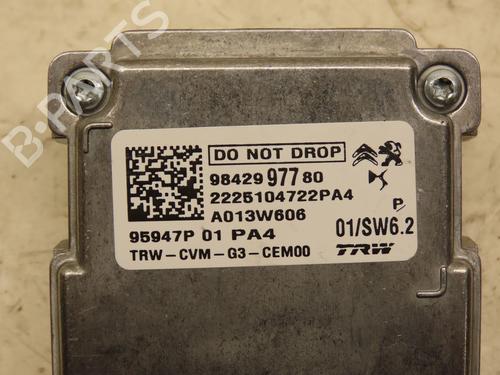 B-PARTS
DO NOT DROP
98429 977 80
2225104722PA4
A013W606
P
95947P 01 PA4
01/SW6.2
TRW-CVM-G3-CEM00
TRW